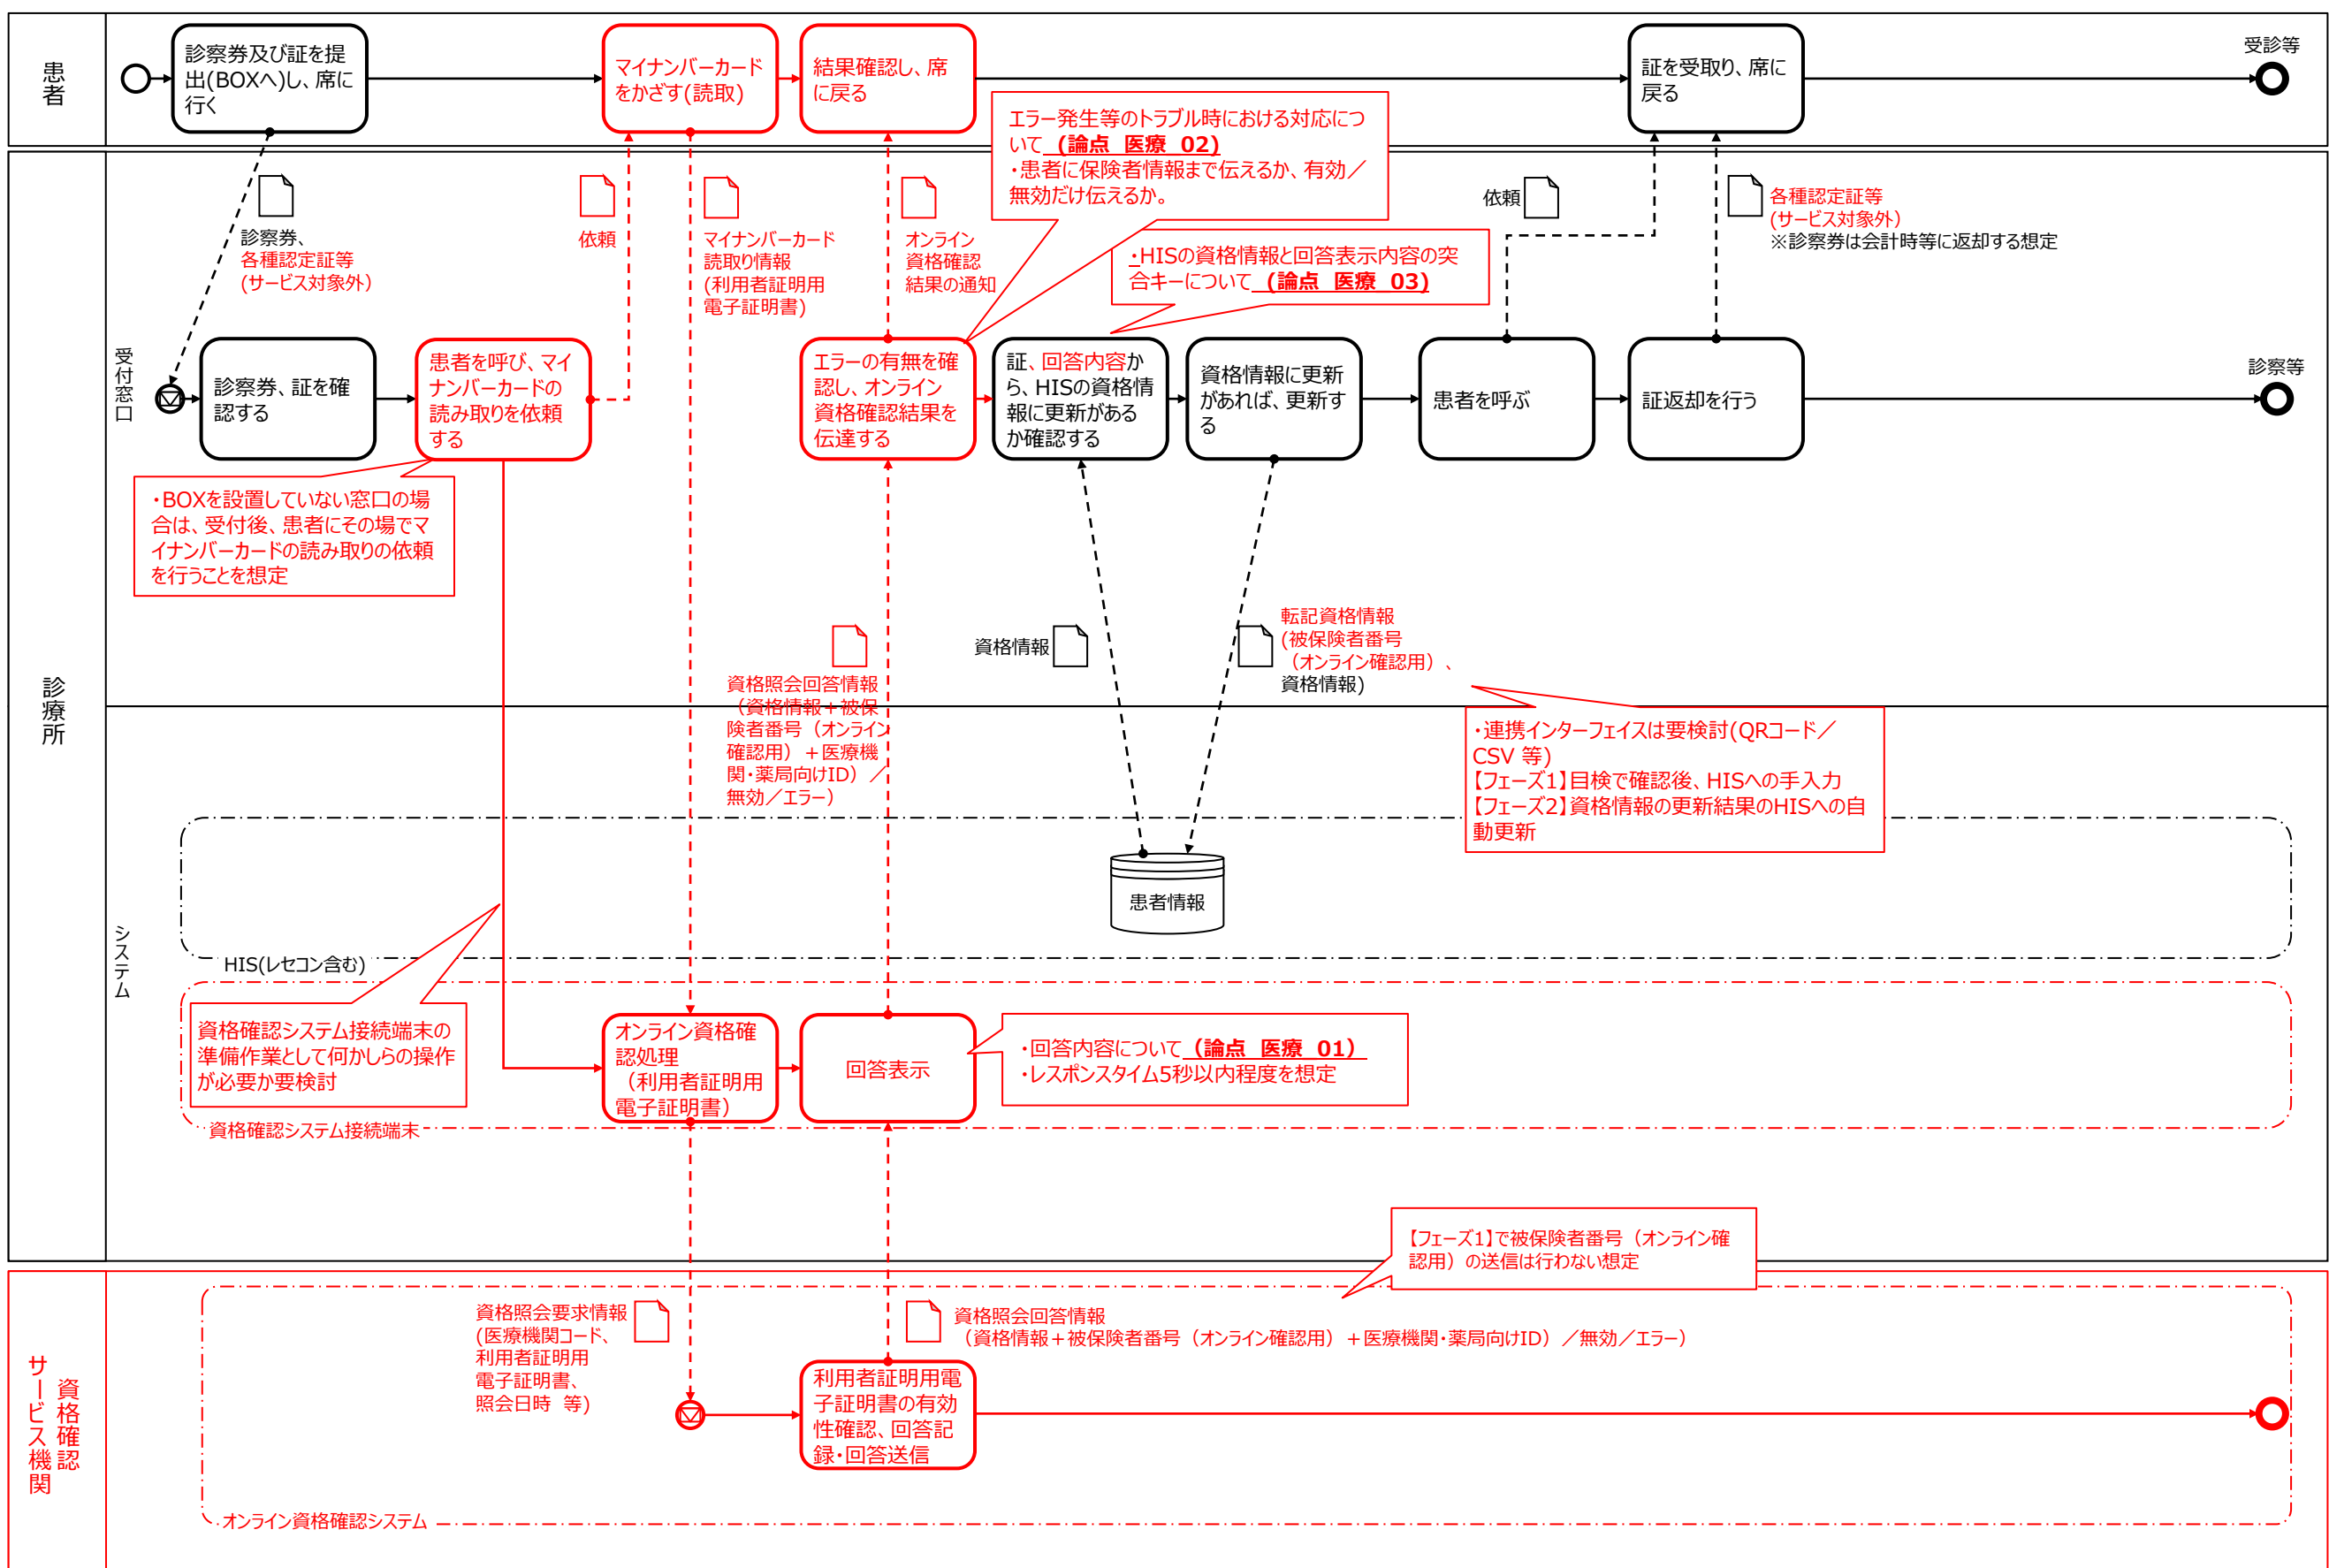 患者
診察券及び証を提
出(BOXへ)し、席に
行く
マイナンバーカード
をかざす(読取)
結果確認し、席
に戻る
証を受取り、席に
戻る
受診等
エラー発生等のトラブル時における対応につ
いて (論点 医療 02)
・患者に保険者情報まで伝えるか、有効／
無効だけ伝えるか。
・HISの資格情報と回答表示内容の突
合キーについて (論点 医療 03)
診察券、
各種認定証等
(サービス対象外）
依頼
マイナンバーカード
読取り情報
(利用者証明用
電子証明書)
オンライン
資格確認
結果の通知
依頼
各種認定証等
(サービス対象外）
※診察券は会計時等に返却する想定
診療所
受付窓口
診察券、証を確
認する
患者を呼び、マイ
ナンバーカードの
読み取りを依頼
する
エラーの有無を確
認し、オンライン
資格確認結果を
伝達する
証、回答内容か
ら、HISの資格情
報に更新がある
か確認する
資格情報に更新
があれば、更新す
る
患者を呼ぶ
証返却を行う
診察等
・BOXを設置していない窓口の場
合は、受付後、患者にその場でマ
イナンバーカードの読み取りの依頼
を行うことを想定
資格照会回答情報
（資格情報＋被保
険者番号（オンライン
確認用）＋医療機
関・薬局向けID）／
無効／エラー）
資格情報
転記資格情報
(被保険者番号
（オンライン確認用）、
資格情報)
・連携インターフェイスは要検討(QRコード／
CSV 等)
【フェーズ1】目検で確認後、HISへの手入力
【フェーズ2】資格情報の更新結果のHISへの自
動更新
システム
患者情報
HIS(レセコン含む)
資格確認システム接続端末の
準備作業として何かしらの操作
が必要か要検討
オンライン資格確
認処理
（利用者証明用
電子証明書）
回答表示
・回答内容について（論点 医療 01）
・レスポンスタイム5秒以内程度を想定
資格確認システム接続端末
【フェーズ1】で被保険者番号（オンライン確
認用）の送信は行わない想定
資格確認
サービス機関
資格照会要求情報
(医療機関コード、
利用者証明用
電子証明書、
照会日時 等)
資格照会回答情報
（資格情報＋被保険者番号（オンライン確認用）＋医療機関・薬局向けID）／無効／エラー）
利用者証明用電
子証明書の有効
性確認、回答記
録・回答送信
オンライン資格確認システム